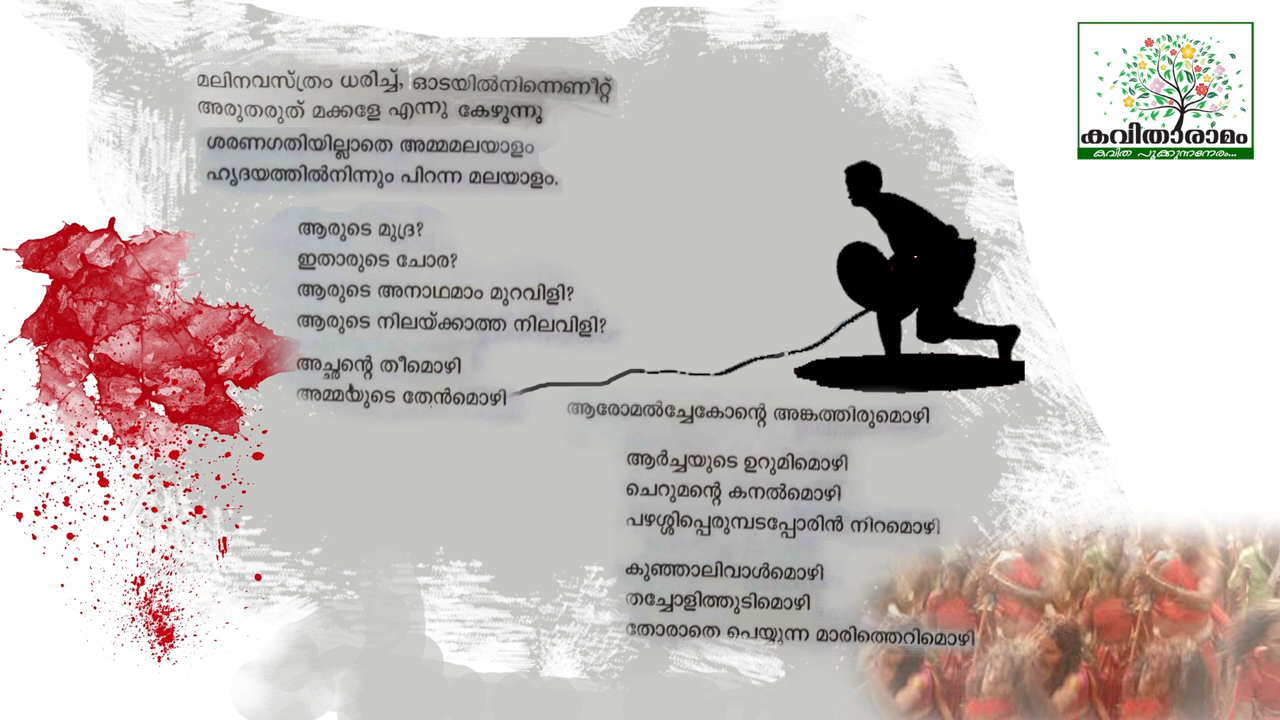 മലിനവസ്ത്രം ധരിച്ച്, ഓടയിൽനിന്നെണീറ്റ്
അരുതരുത് മക്കളേ എന്നു കേഴുന്നൂ
ശരണഗതിയില്ലാതെ അമ്മമലയാളം
ഹൃദയത്തിൽനിന്നും പിറന്ന മലയാളം.
ആരുടെ മുദ്ര?
ഇതാരുടെ ചോര?
ആരുടെ അനാഥമാം മുറവിളി?
ആരുടെ നിലയ്ക്കാത്ത നിലവിളി?
അച്ഛന്റെ തീമൊഴി
അമ്മയുടെ തേൻമൊഴി
ആരോമൽച്ചേകോന്റെ അങ്കത്തിരുമൊഴി
ആർച്ചയുടെ ഉറുമിമൊഴി
ചെറുമന്റെ കനൽമൊഴി
പഴശ്ശിപ്പെരുമ്പടപ്പോരിൻ നിറമൊഴി
കുഞ്ഞാലിവാൾമൊഴി
തച്ചോളിത്തുടിമൊഴി
തോരാതെ പെയ്യുന്ന മാരിത്തെറിമൊഴി
കവിതാരാമം
കവിത പൂക്കുന്നനേരം...